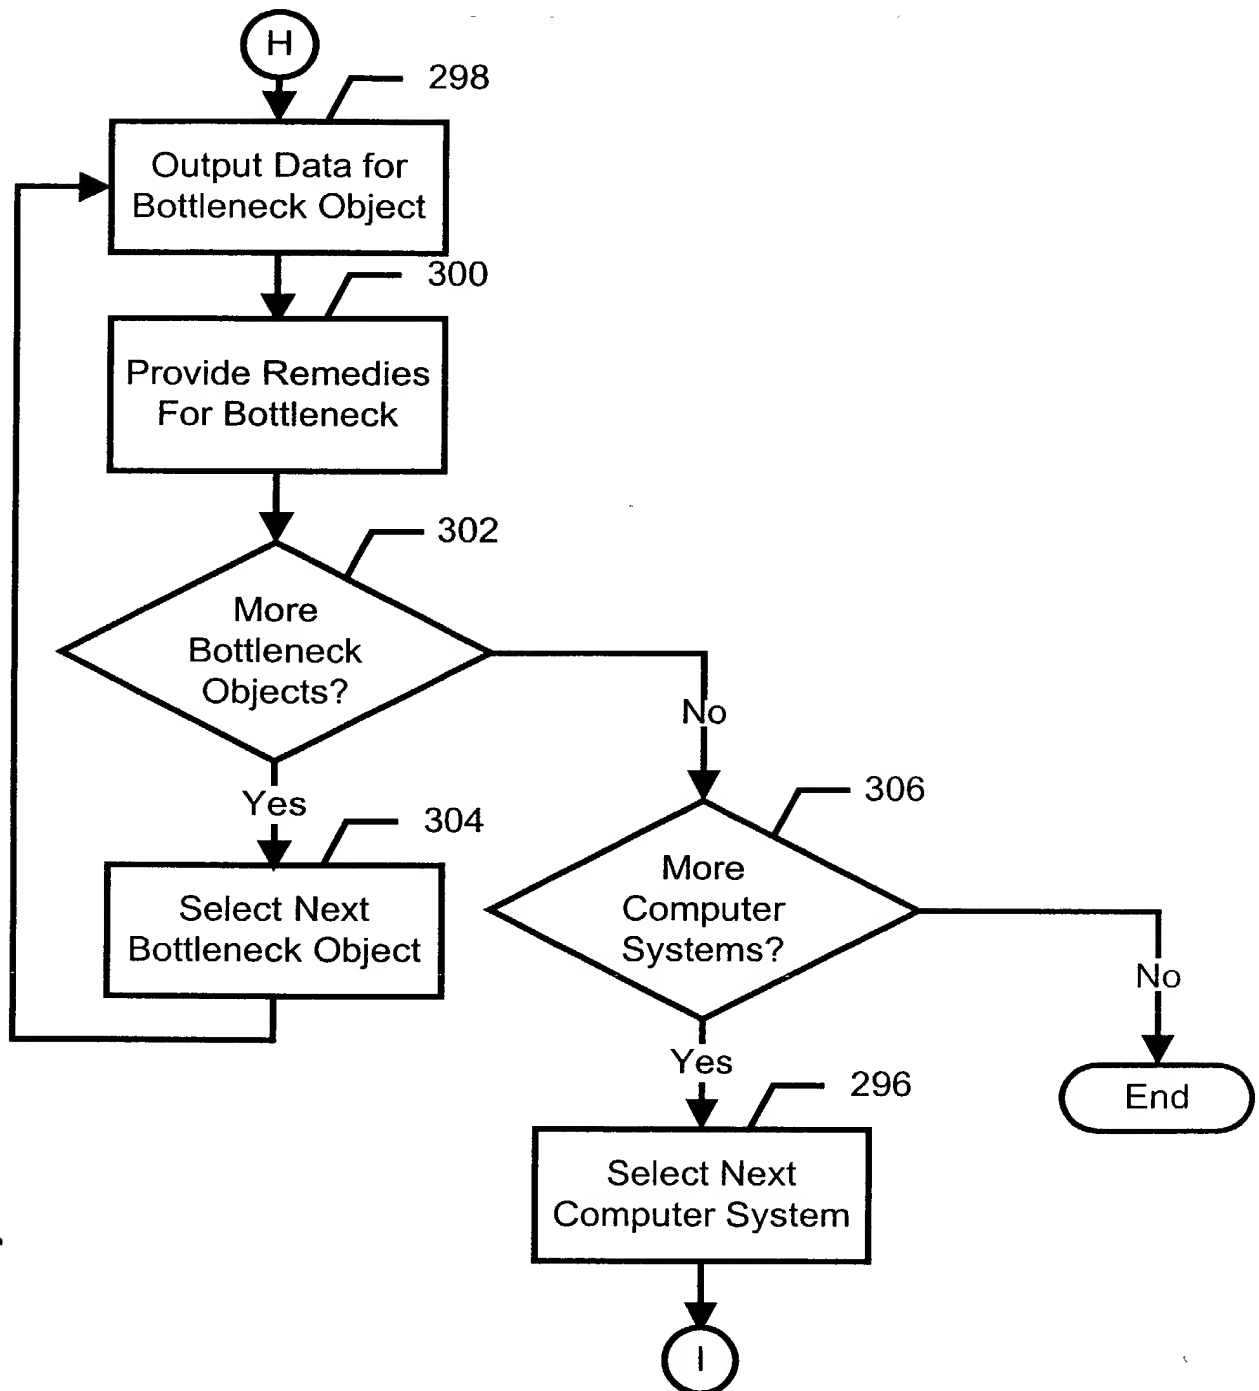 H
298
Output Data for
Bottleneck Object
300
Provide Remedies
For Bottleneck
302
More
Bottleneck
Objects?
No
Yes
304
306
Select Next
Bottleneck Object
More
Computer
Systems?
No
Yes
296
End
Select Next
Computer System
I